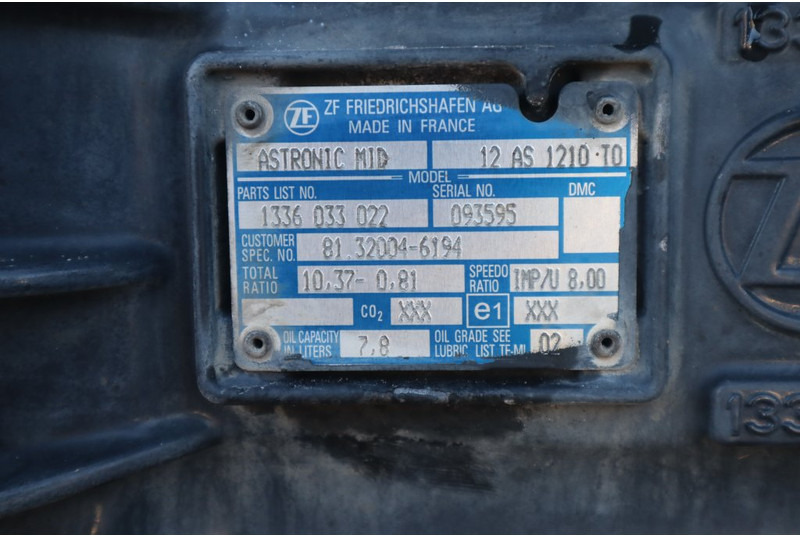 133
ZF ZF FRIEDRICHSHAFEN AG
MADE IN FRANCE
ASTRONIC MID 12 AS 1210 TO
MODEL
PARTS LIST NO. SERIAL NO. DMC
1336 033 022 093595
CUSTOMER SPEC. NO. 81.32004-6194
TOTAL RATIO 10,37- 0,81 SPEEDO RATIO IMP/U 8,00
CO2 XXX e1 XXX
OIL CAPACITY IN LITERS 7,8 OIL GRADE SEE LUBRIC. LIST TE-ML 02
133